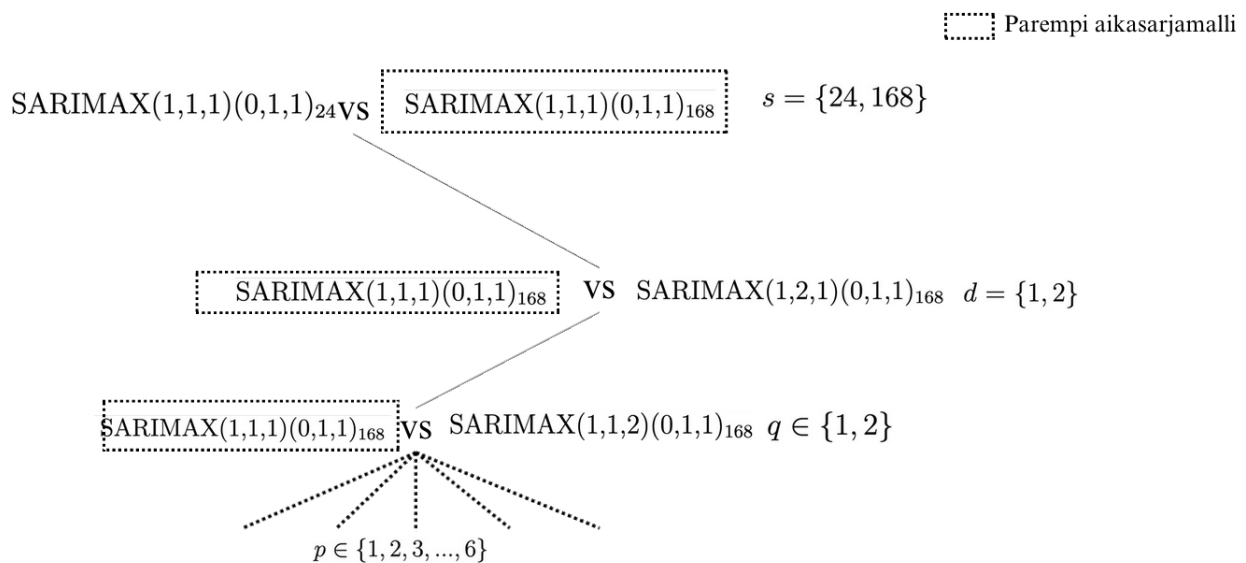 Parempi aikasarjamalli
SARIMAX(1,1,1)(0,1,1)₂₄ VS SARIMAX(1,1,1)(0,1,1)₁₆₈ s = {24, 168}
SARIMAX(1,1,1)(0,1,1)₁₆₈ VS SARIMAX(1,2,1)(0,1,1)₁₆₈ d = {1, 2}
SARIMAX(1,1,1)(0,1,1)₁₆₈ VS SARIMAX(1,1,2)(0,1,1)₁₆₈ q ∈ {1, 2}
p ∈ {1, 2, 3, ..., 6}